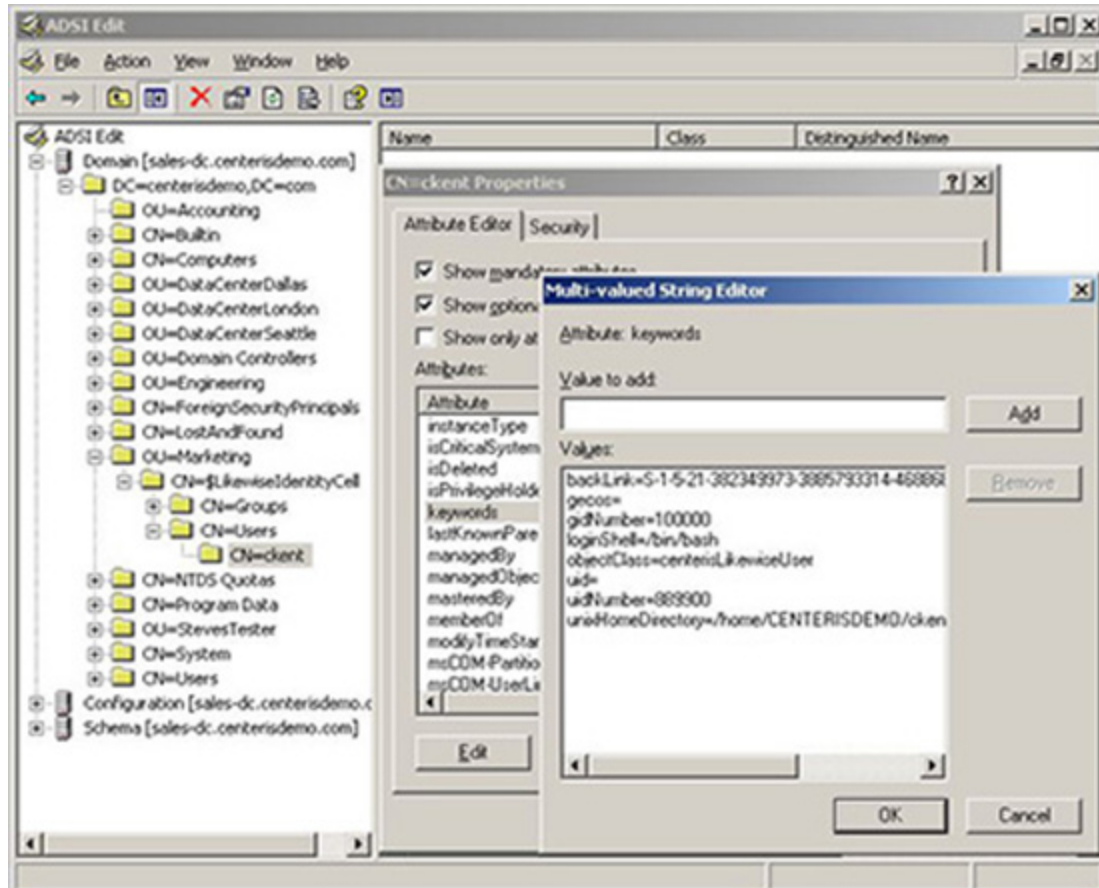 ADSI Edit
File Action View Window Help
ADSI Edit
Domain [sales-dc.centerisdemo.com]
DC=centerisdemo,DC=com
OU=Accounting
CN=Builtin
CN=Computers
OU=DataCenterDallas
OU=DataCenterLondon
OU=DataCenterSeattle
OU=Domain Controllers
OU=Engineering
CN=ForeignSecurityPrincipals
CN=LostAndFound
OU=Marketing
CN=$LikewiseIdentityCell
CN=Groups
CN=Users
CN=ckent
CN=NTDS Quotas
CN=Program Data
OU=StevesTester
CN=System
CN=Users
Configuration [sales-dc.centerisdemo.c
Schema [sales-dc.centerisdemo.com]
Name Class Distinguished Name
CN=ckent Properties
Attribute Editor Security
Show mandatory attributes
Show optiona
Show only at
Attributes:
Attribute
instanceType
isCriticalSystem
isDeleted
isPrivilegeHolde
keywords
lastKnownPare
managedBy
managedObjec
masteredBy
memberOf
modifyTimeStar
msCOM-Partitio
msCOM-UserLi
Edit
Multi-valued String Editor
Attribute: keywords
Value to add:
Add
Values:
backLink=S-1-5-21-382349973-3885793314-468868
gecos=
gidNumber=100000
loginShell=/bin/bash
objectClass=centerisLikewiseUser
uid=
uidNumber=889900
unixHomeDirectory=/home/CENTERISDEMO/cken
Remove
OK Cancel